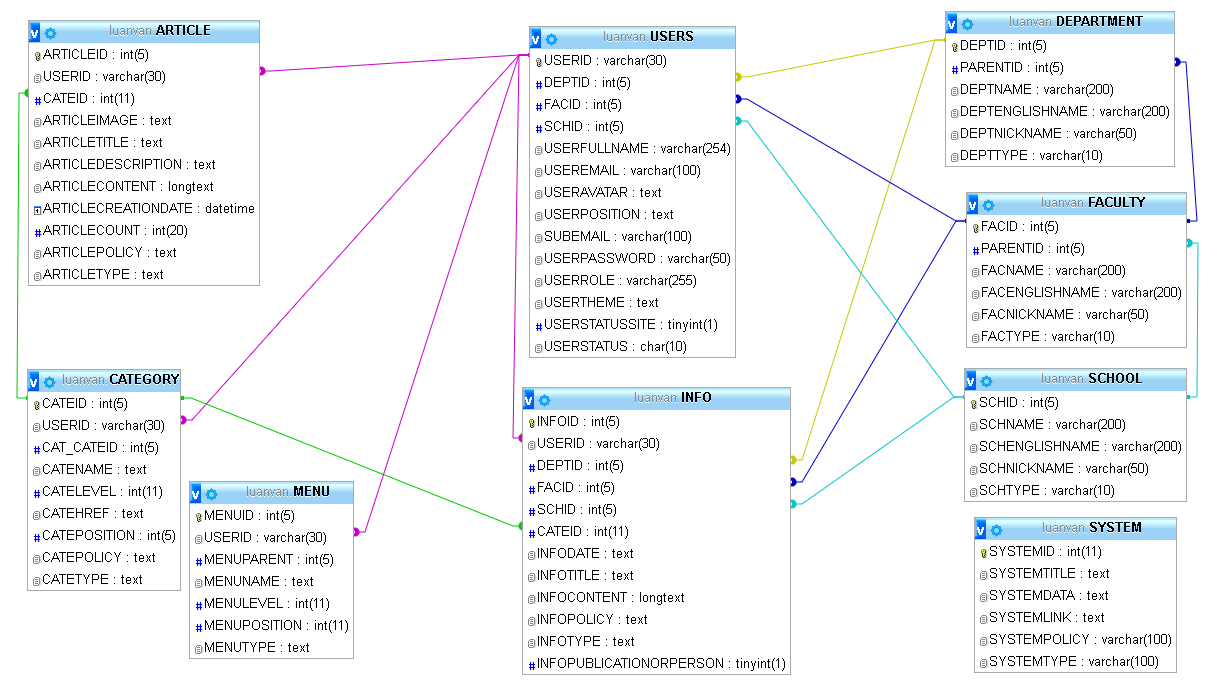 luanvan.ARTICLE
ARTICLEID : int(5)
USERID : varchar(30)
CATEID : int(11)
ARTICLEIMAGE : text
ARTICLETITLE : text
ARTICLEDESCRIPTION : text
ARTICLECONTENT : longtext
ARTICLECREATIONDATE : datetime
ARTICLECOUNT : int(20)
ARTICLEPOLICY : text
ARTICLETYPE : text
luanvan.USERS
USERID : varchar(30)
DEPTID : int(5)
FACID : int(5)
SCHID : int(5)
USERFULLNAME : varchar(254)
USEREMAIL : varchar(100)
USERAVATAR : text
USERPOSITION : text
SUBEMAIL : varchar(100)
USERPASSWORD : varchar(50)
USERROLE : varchar(255)
USERTHEME : text
USERSTATUSSITE : tinyint(1)
USERSTATUS : char(10)
luanvan.DEPARTMENT
DEPTID : int(5)
PARENTID : int(5)
DEPTNAME : varchar(200)
DEPTENGLISHNAME : varchar(200)
DEPTNICKNAME : varchar(50)
DEPTTYPE : varchar(10)
luanvan.FACULTY
FACID : int(5)
PARENTID : int(5)
FACNAME : varchar(200)
FACENGLISHNAME : varchar(200)
FACNICKNAME : varchar(50)
FACTYPE : varchar(10)
luanvan.CATEGORY
CATEID : int(5)
USERID : varchar(30)
CAT_CATEID : int(5)
CATENAME : text
CATELEVEL : int(11)
CATEHREF : text
CATEPOSITION : int(5)
CATEPOLICY : text
CATETYPE : text
luanvan.MENU
MENUID : int(5)
USERID : varchar(30)
MENUPARENT : int(5)
MENUNAME : text
MENULEVEL : int(11)
MENUPOSITION : int(11)
MENUTYPE : text
luanvan.INFO
INFOID : int(5)
USERID : varchar(30)
DEPTID : int(5)
FACID : int(5)
SCHID : int(5)
CATEID : int(11)
INFODATE : text
INFOTITLE : text
INFOCONTENT : longtext
INFOPOLICY : text
INFOTYPE : text
INFOPUBLICATIONORPERSON : tinyint(1)
luanvan.SCHOOL
SCHID : int(5)
SCHNAME : varchar(200)
SCHENGLISHNAME : varchar(200)
SCHNICKNAME : varchar(50)
SCHTYPE : varchar(10)
luanvan.SYSTEM
SYSTEMID : int(11)
SYSTEMTITLE : text
SYSTEMDATA : text
SYSTEMLINK : text
SYSTEMPOLICY : varchar(100)
SYSTEMTYPE : varchar(100)